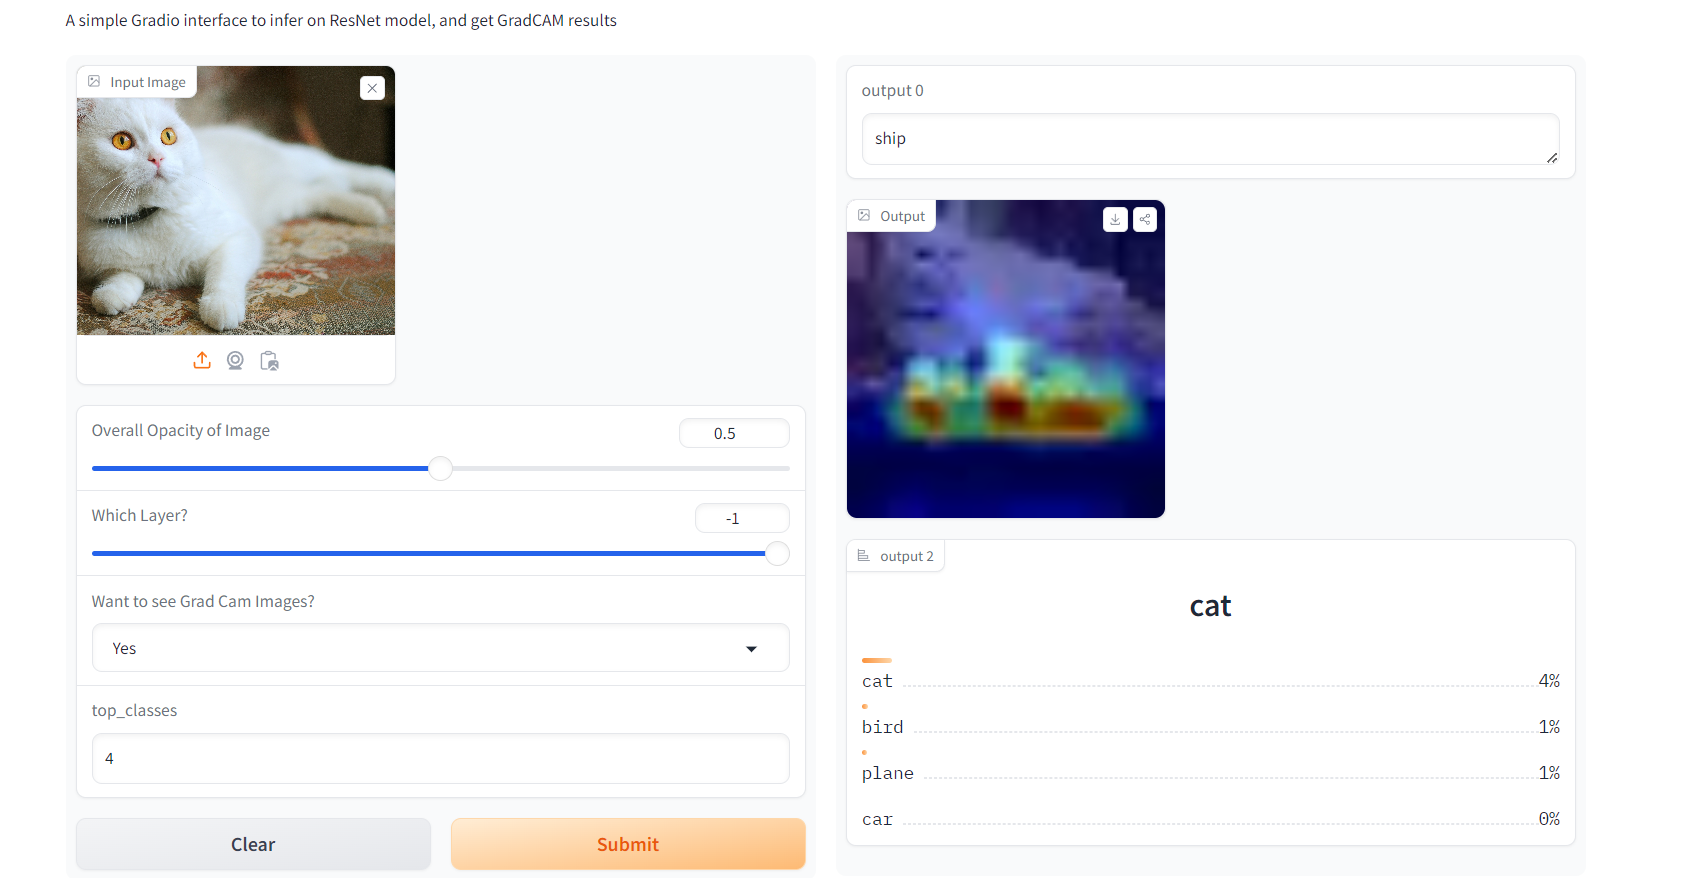 A simple Gradio interface to infer on ResNet model, and get GradCAM results
Input Image
Overall Opacity of Image
0.5
Which Layer?
-1
Want to see Grad Cam Images?
Yes
top_classes
4
Clear
Submit
output 0
ship
Output
output 2
cat
cat 4%
bird 1%
plane 1%
car 0%